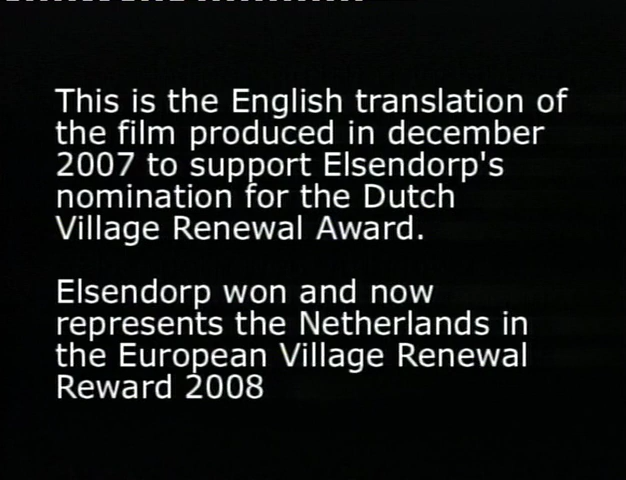 This is the English translation of
the film produced in december
2007 to support Elsendorp's
nomination for the Dutch
Village Renewal Award.
Elsendorp won and now
represents the Netherlands in
the European Village Renewal
Reward 2008